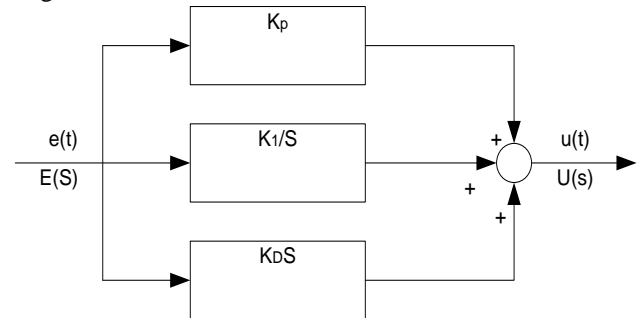 Kp
e(t)
E(S)
K1/S
+
+
+
u(t)
U(s)
KDS